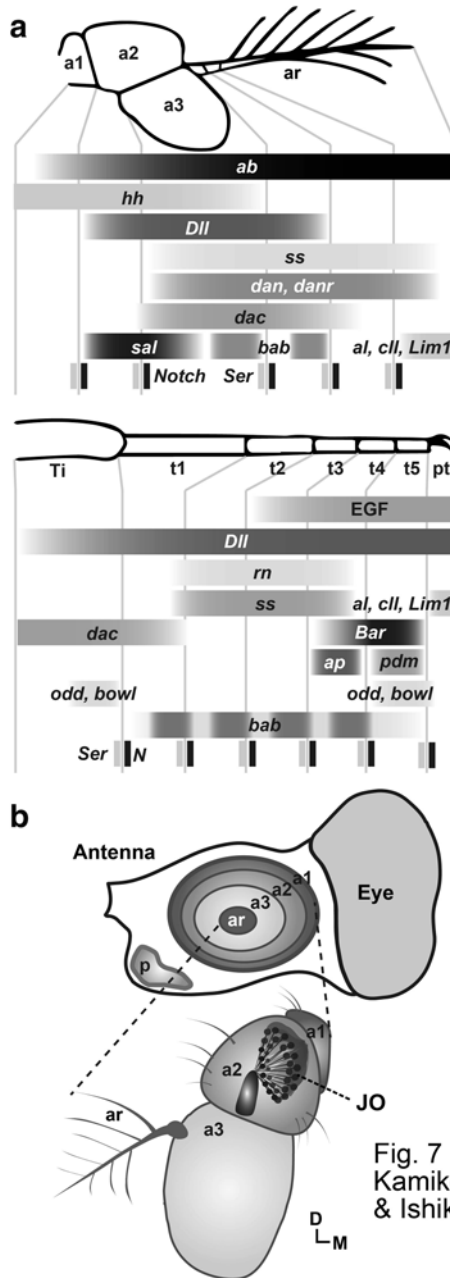 a
a1
a2
a3
ar
ab
hh
Dll
ss
dan, danr
dac
sal
bab
al, cll, Lim1
Notch
Ser
Ti
t1
t2
t3
t4
t5
pt
EGF
Dll
rn
ss
al, cll, Lim1
dac
Bar
ap
pdm
odd, bowl
odd, bowl
bab
Ser
N
b
Antenna
a1
a2
a3
ar
p
Eye
a1
a2
ar
a3
JO
Fig. 7
Kamik
& Ishik
D
M